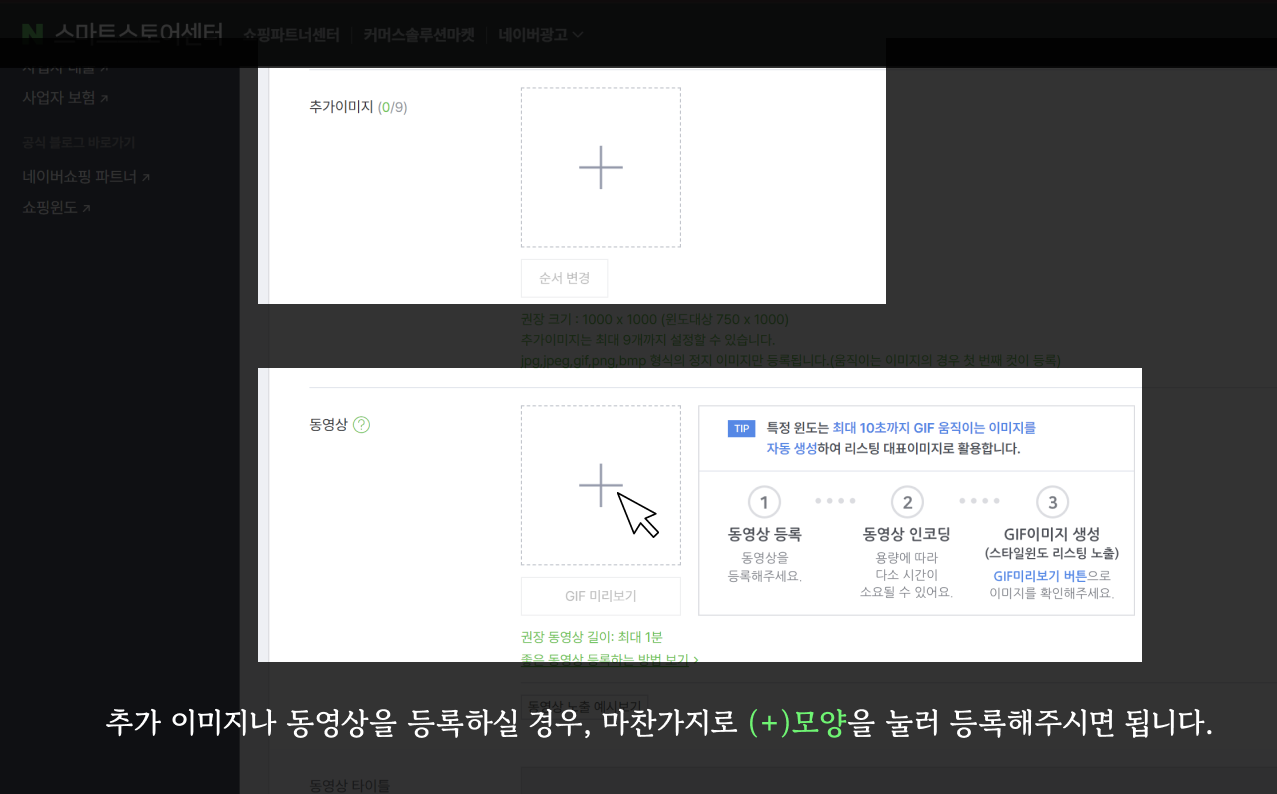 스마트스토어센터 쇼핑파트너센터 커머스솔루션마켓 네이버광고
사업자 대출
사업자 보험
공식 블로그 바로가기
네이버쇼핑 파트너
쇼핑윈도
추가이미지 (0/9)
순서 변경
권장 크기 : 1000 x 1000 (윈도대상 750 x 1000)
추가이미지는 최대 9개까지 설정할 수 있습니다.
jpg,jpeg,gif,png,bmp 형식의 정지 이미지만 등록됩니다.(움직이는 이미지의 경우 첫 번째 컷이 등록)
동영상 ?
TIP 특정 윈도는 최대 10초까지 GIF 움직이는 이미지를
자동 생성하여 리스팅 대표이미지로 활용합니다.
1 2 3
동영상 등록 동영상 인코딩 GIF이미지 생성
(스타일윈도 리스팅 노출)
동영상을
등록해주세요.
용량에 따라
다소 시간이
소요될 수 있어요.
GIF미리보기 버튼으로
이미지를 확인해주세요.
GIF 미리보기
권장 동영상 길이: 최대 1분
좋은 동영상 등록하는 방법 보기 >
동영상 노출 예시보기
추가 이미지나 동영상을 등록하실 경우, 마찬가지로 (+)모양을 눌러 등록해주시면 됩니다.
동영상 타이틀